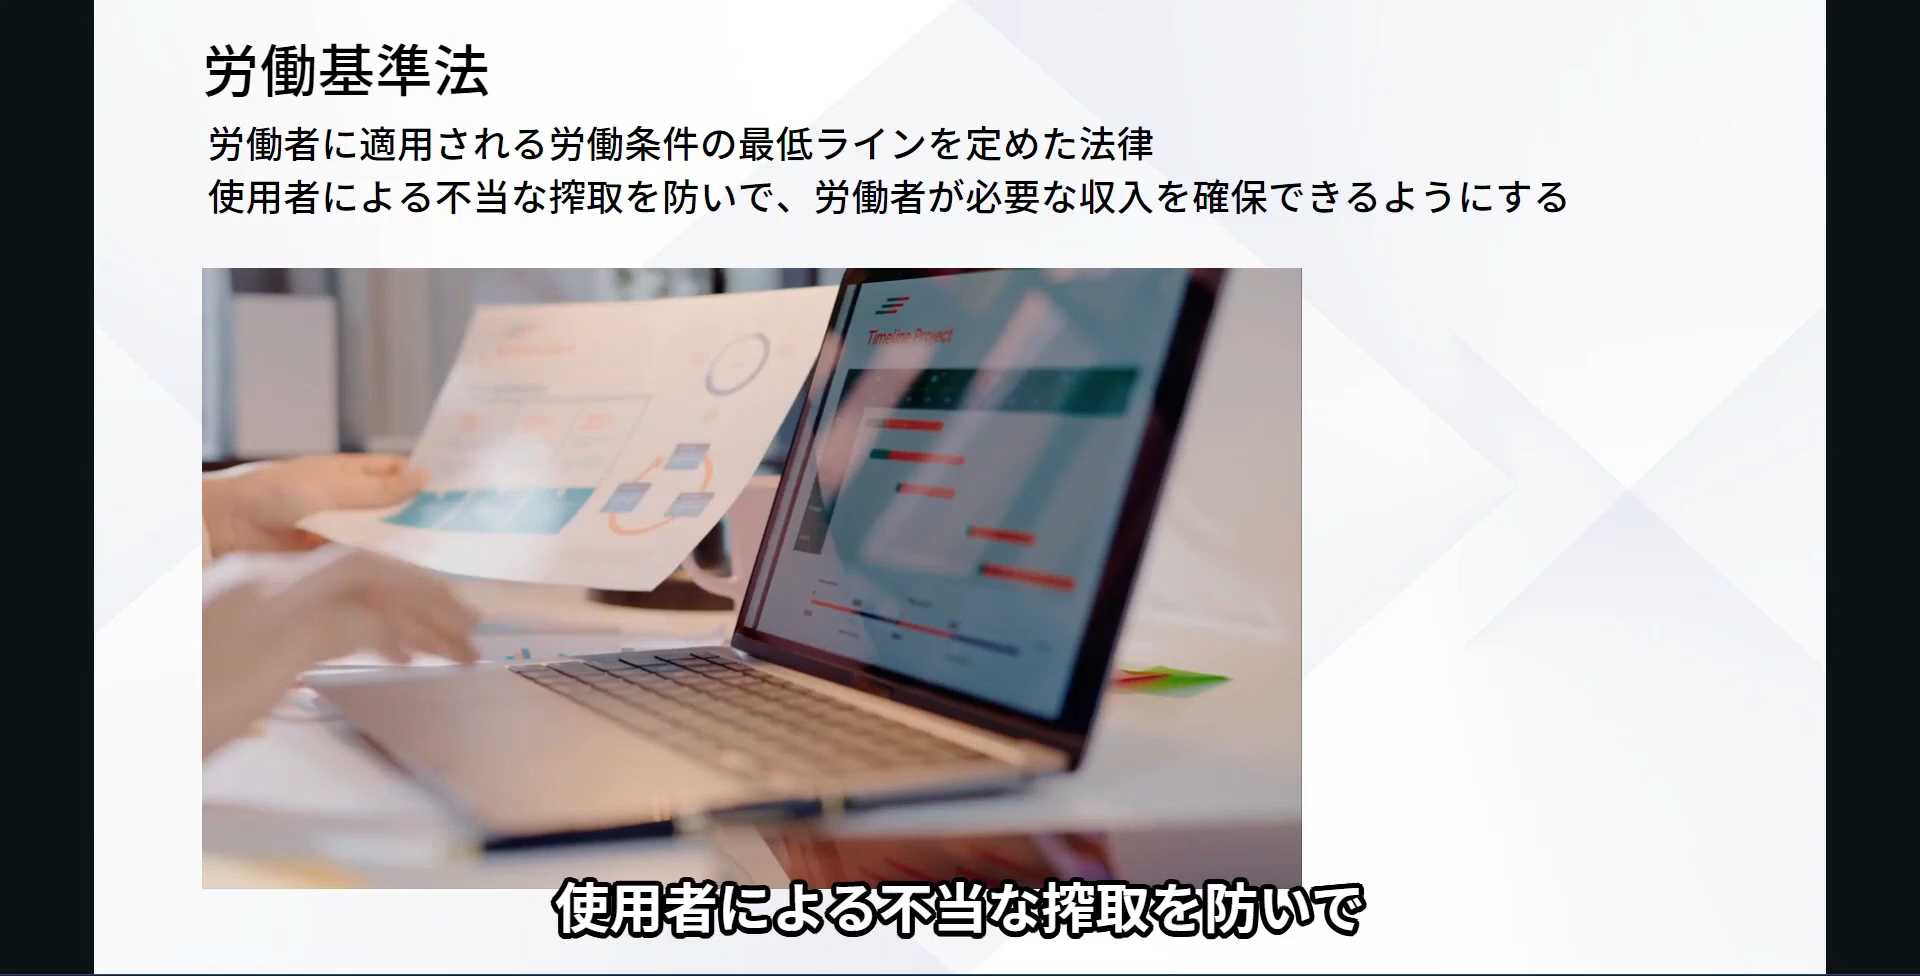 労働基準法
労働者に適用される労働条件の最低ラインを定めた法律
使用者による不当な搾取を防いで、労働者が必要な収入を確保できるようにする
Timeline Project
使用者による不当な搾取を防いで